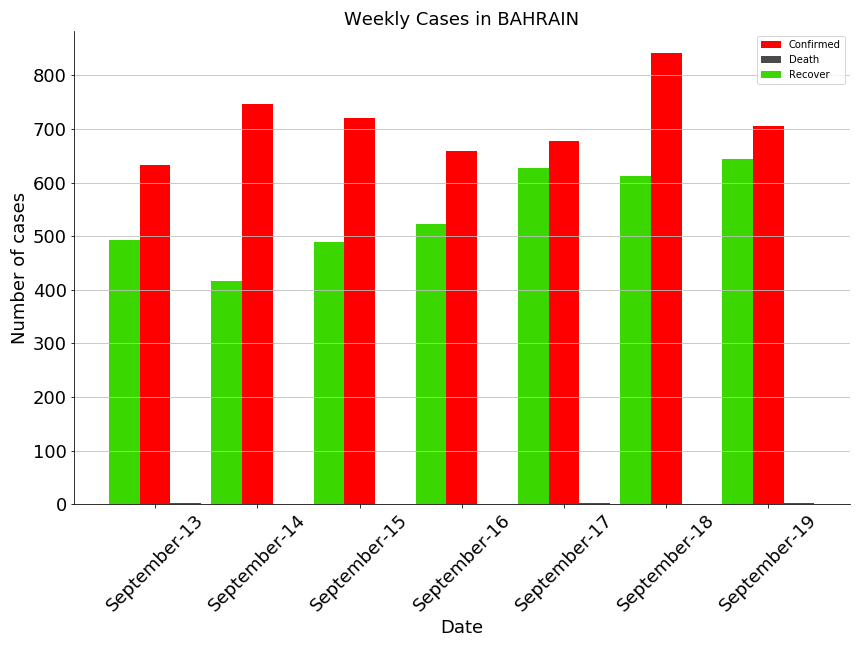 Weekly Cases in BAHRAIN
Confirmed
Death
Recover
Number of cases
800
700
600
500
400
300
200
100
0
September-13
September-14
September-15
September-16
September-17
September-18
September-19
Date